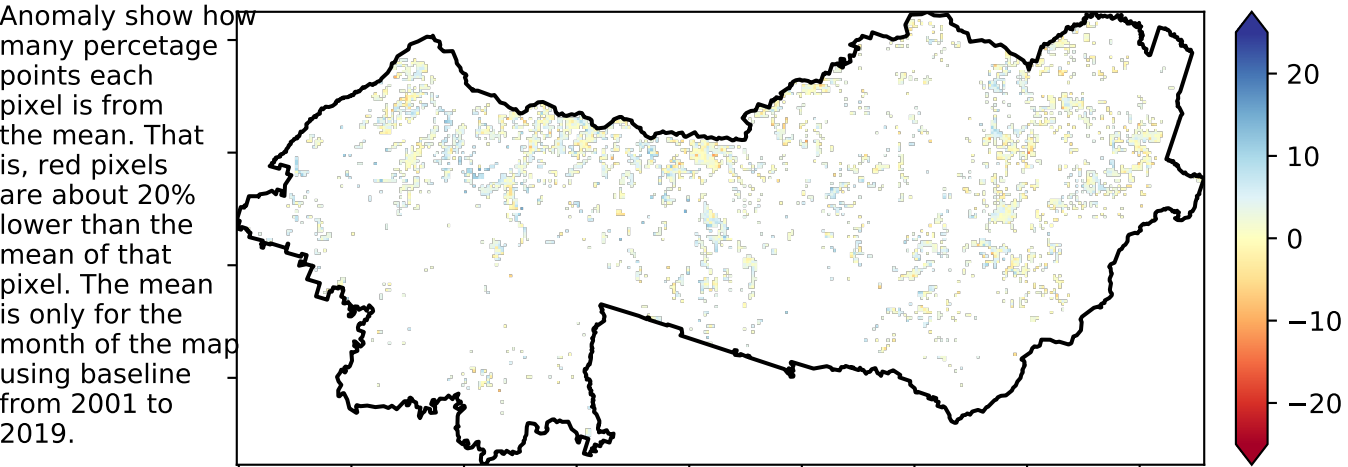 Anomaly show how
many percetage
points each
pixel is from
the mean. That
is, red pixels
are about 20%
lower than the
mean of that
pixel. The mean
is only for the
month of the map
using baseline
from 2001 to
2019.
20
10
0
−10
−20